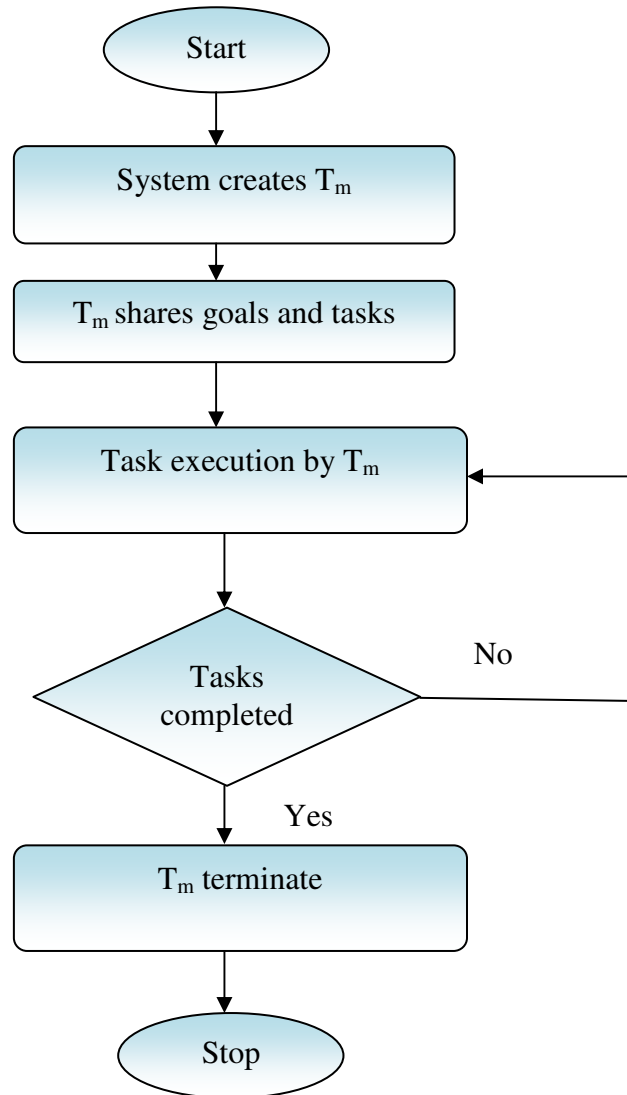 Start
System creates Tm
Tm shares goals and tasks
Task execution by Tm
Tasks
completed
No
Yes
Tm terminate
Stop